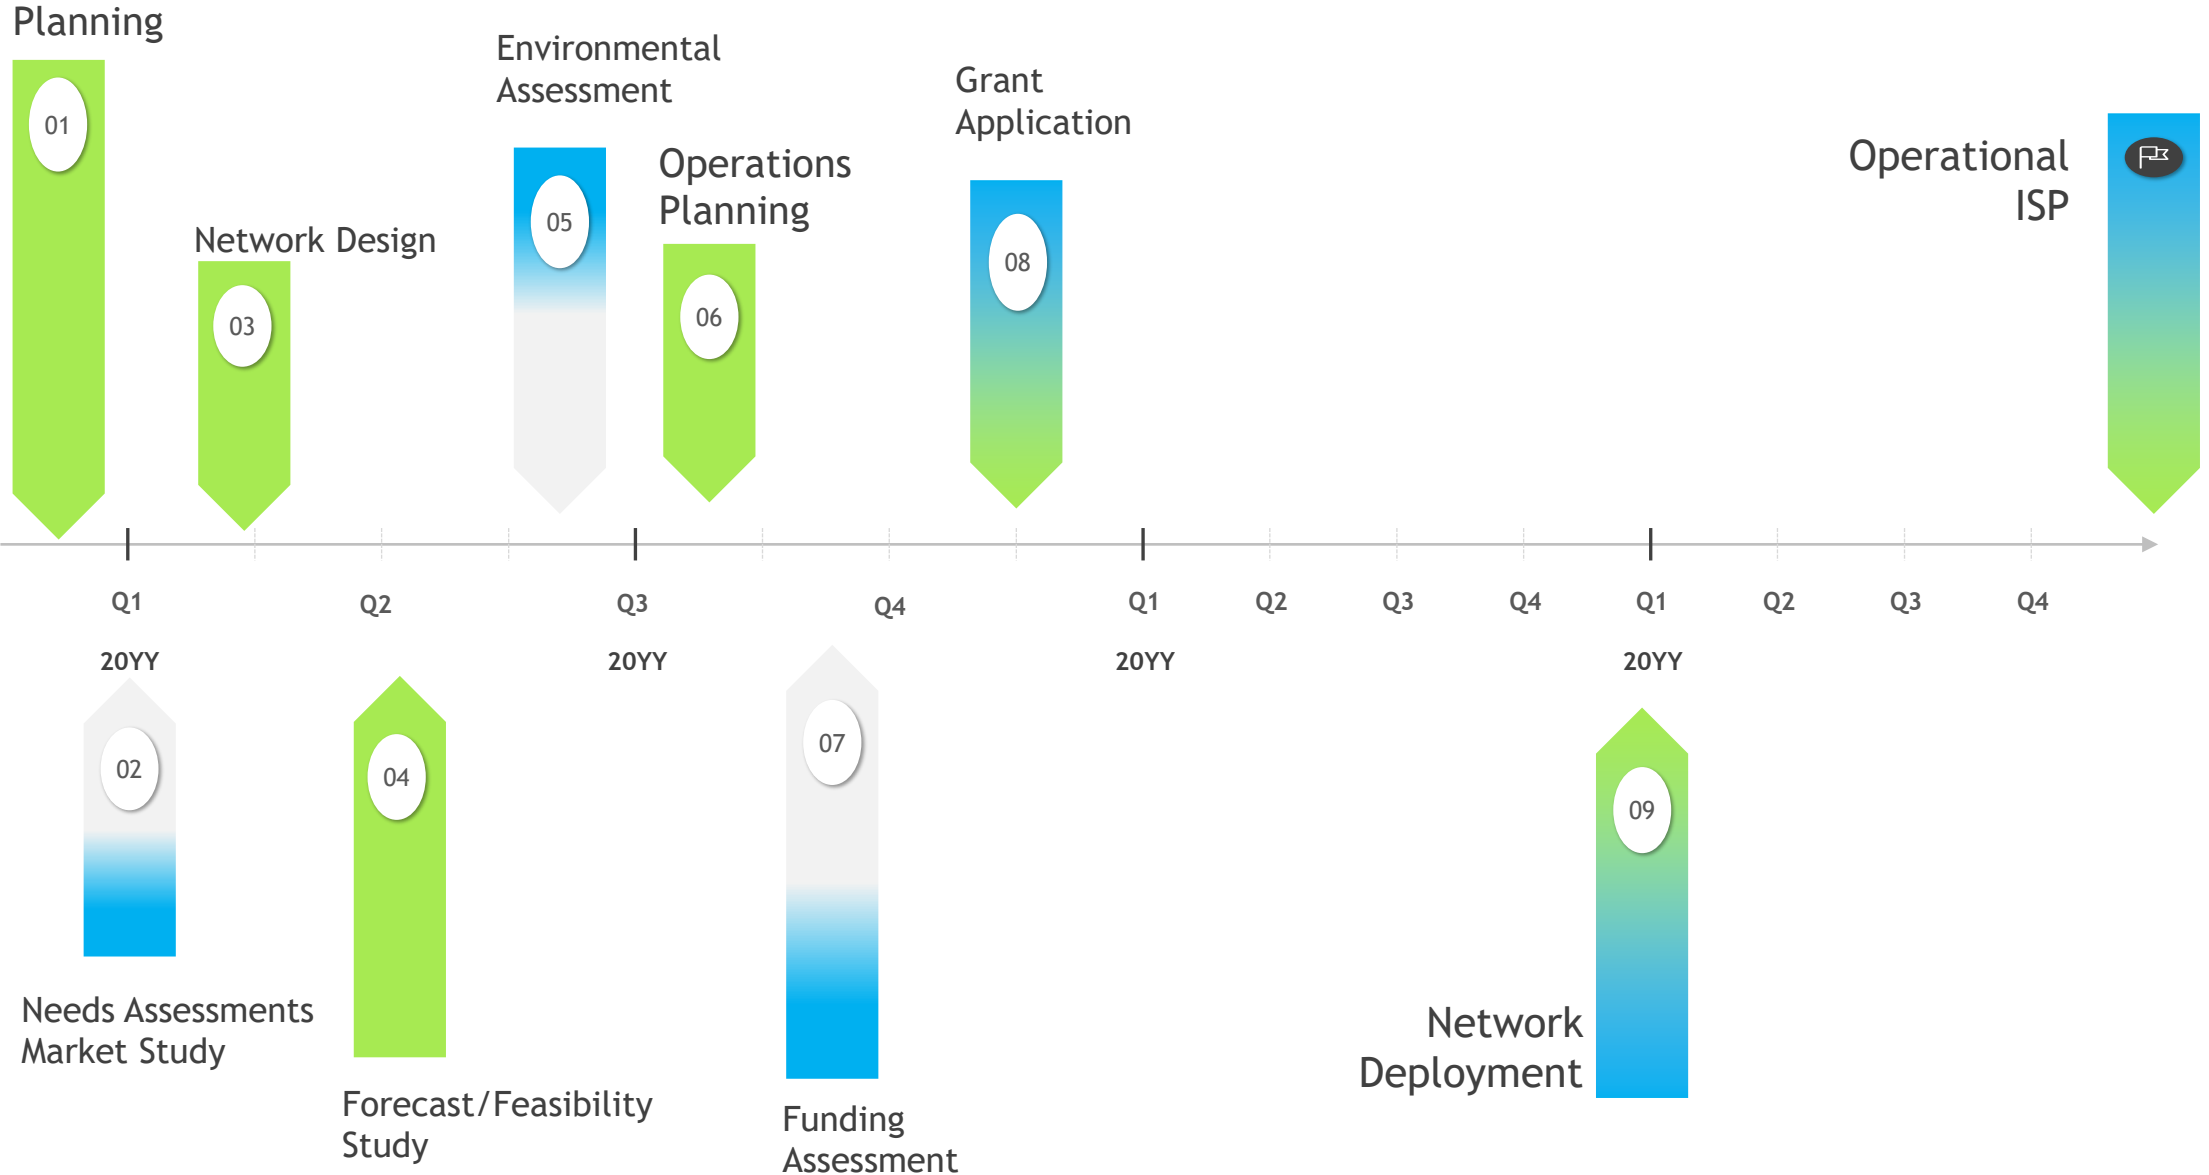 Planning
01
Environmental
Assessment
05
Grant
Application
08
Operations
Planning
06
Operational
ISP
Network Design
03
Q1
Q2
Q3
Q4
Q1
Q2
Q3
Q4
Q1
Q2
Q3
Q4
20YY
20YY
20YY
20YY
02
Needs Assessments
Market Study
04
Forecast/Feasibility
Study
07
Funding
Assessment
09
Network
Deployment